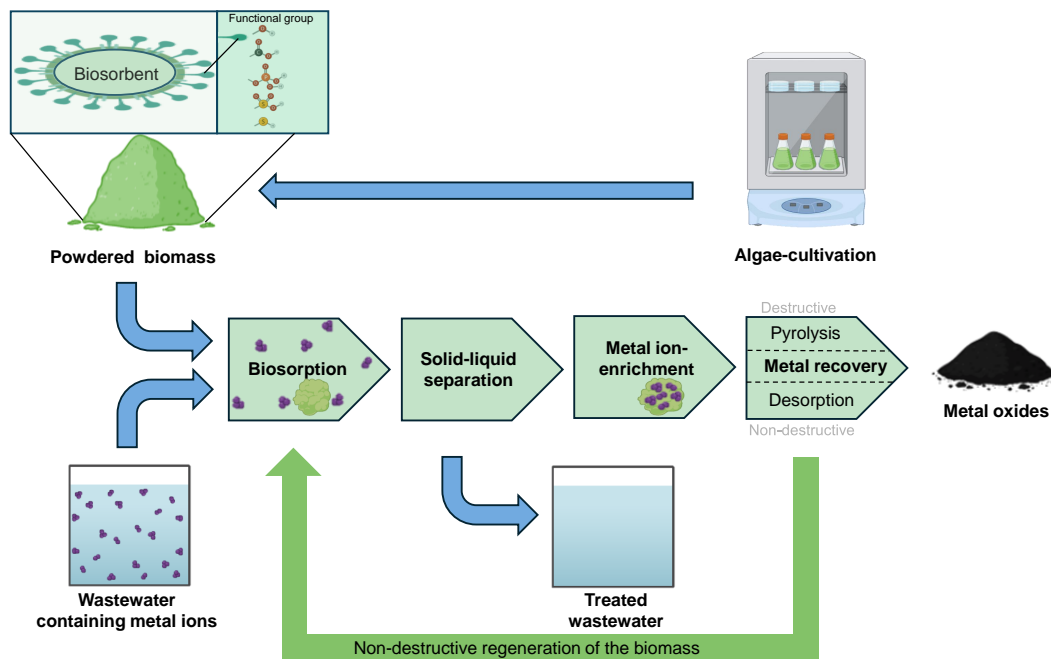 Functional group
Biosorbent
S
S
Powdered biomass
Algae-cultivation
Biosorption
Solid-liquid
separation
Metal ion-
enrichment
Destructive
Pyrolysis
Metal recovery
Desorption
Non-destructive
Metal oxides
Wastewater
containing metal ions
Treated
wastewater
Non-destructive regeneration of the biomass